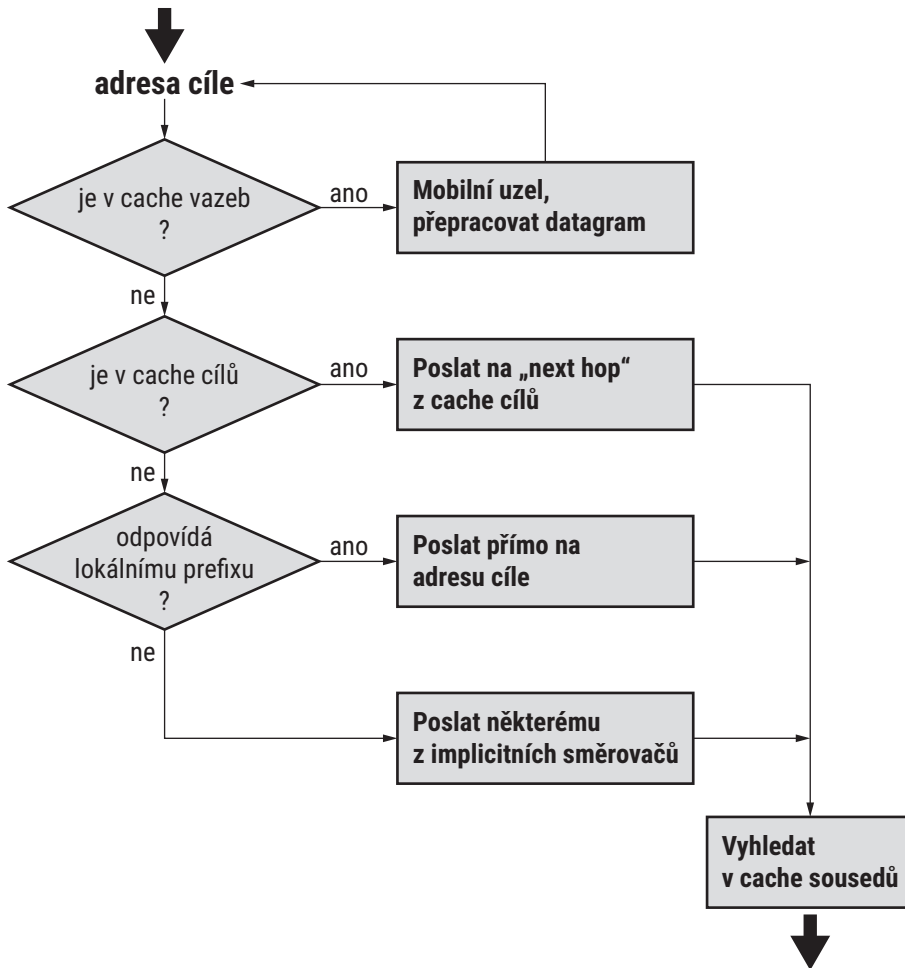 adresa cíle
je v cache vazeb
?
ano
Mobilní uzel,
přepracovat datagram
ne
je v cache cílů
?
ano
Poslat na „next hop“
z cache cílů
ne
odpovídá
lokálnímu prefixu
?
ano
Poslat přímo na
adresu cíle
ne
Poslat některému
z implicitních směrovačů
Vyhledat
v cache sousedů